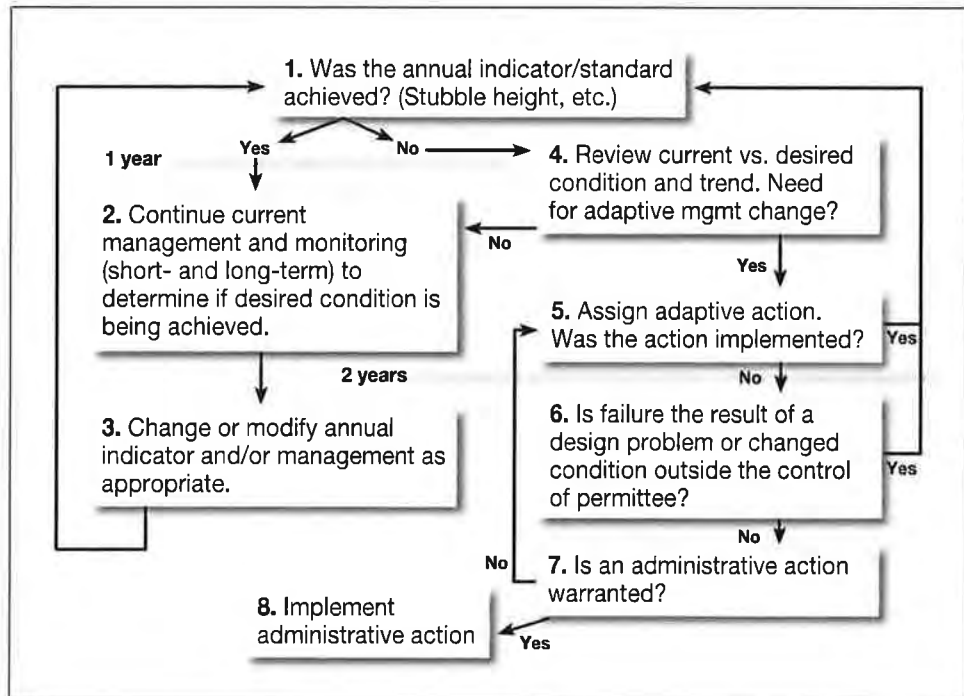 1. Was the annual indicator/standard
achieved? (Stubble height, etc.)
Yes
No
1 year
2. Continue current
management and monitoring
(short- and long-term) to
determine if desired condition is
being achieved.
2 years
3. Change or modify annual
indicator and/or management as
appropriate.
4. Review current vs. desired
condition and trend. Need
for adaptive mgmt change?
No
Yes
5. Assign adaptive action.
Was the action implemented?
Yes
No
6. Is failure the result of a
design problem or changed
condition outside the control
of permittee?
Yes
No
7. Is an administrative action
warranted?
No
Yes
8. Implement
administrative action